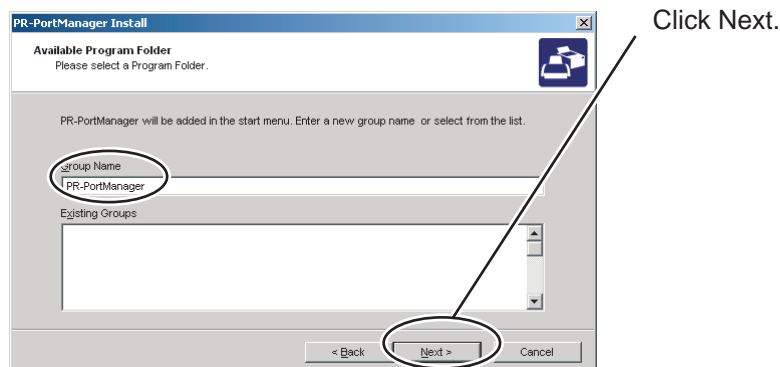 PR-PortManager Install
Click Next.
Available Program Folder
Please select a Program Folder.
PR-PortManager will be added in the start menu. Enter a new group name or select from the list.
Group Name
PR-PortManager
Existing Groups
< Back
Next >
Cancel